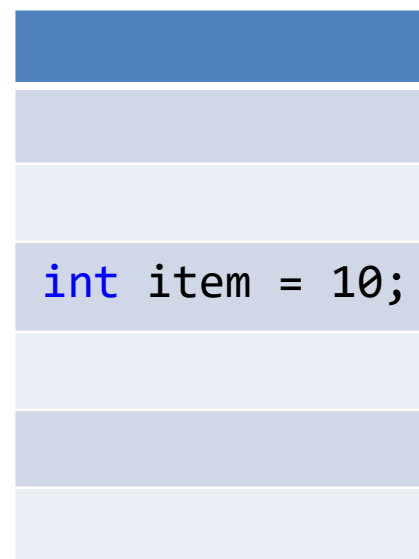 int item = 10;